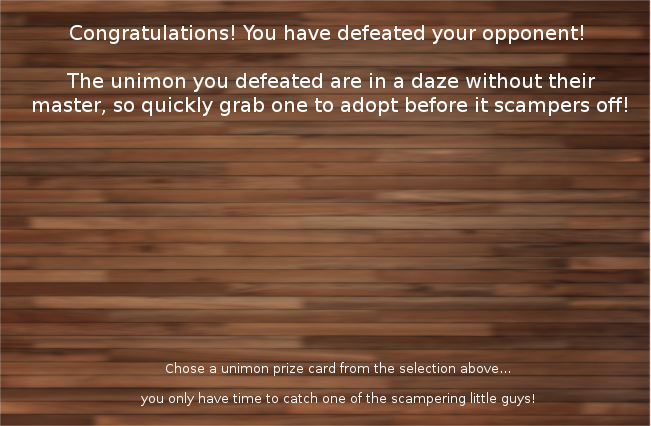 Congratulations! You have defeated your opponent!
The unimon you defeated are in a daze without their
master, so quickly grab one to adopt before it scampers off!
Chose a unimon prize card from the selection above...
you only have time to catch one of the scampering little guys!